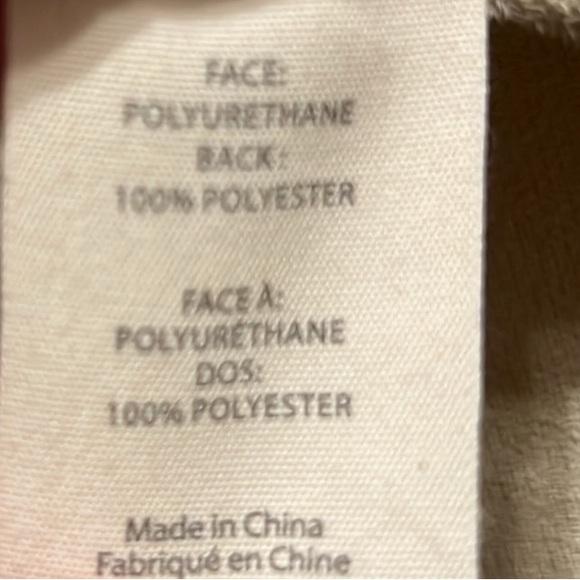 FACE:
POLYURETHANE
BACK:
100% POLYESTER
FACE À:
POLYURÉTHANE
DOS:
100% POLYESTER
Made in China
Fabriqué en Chine